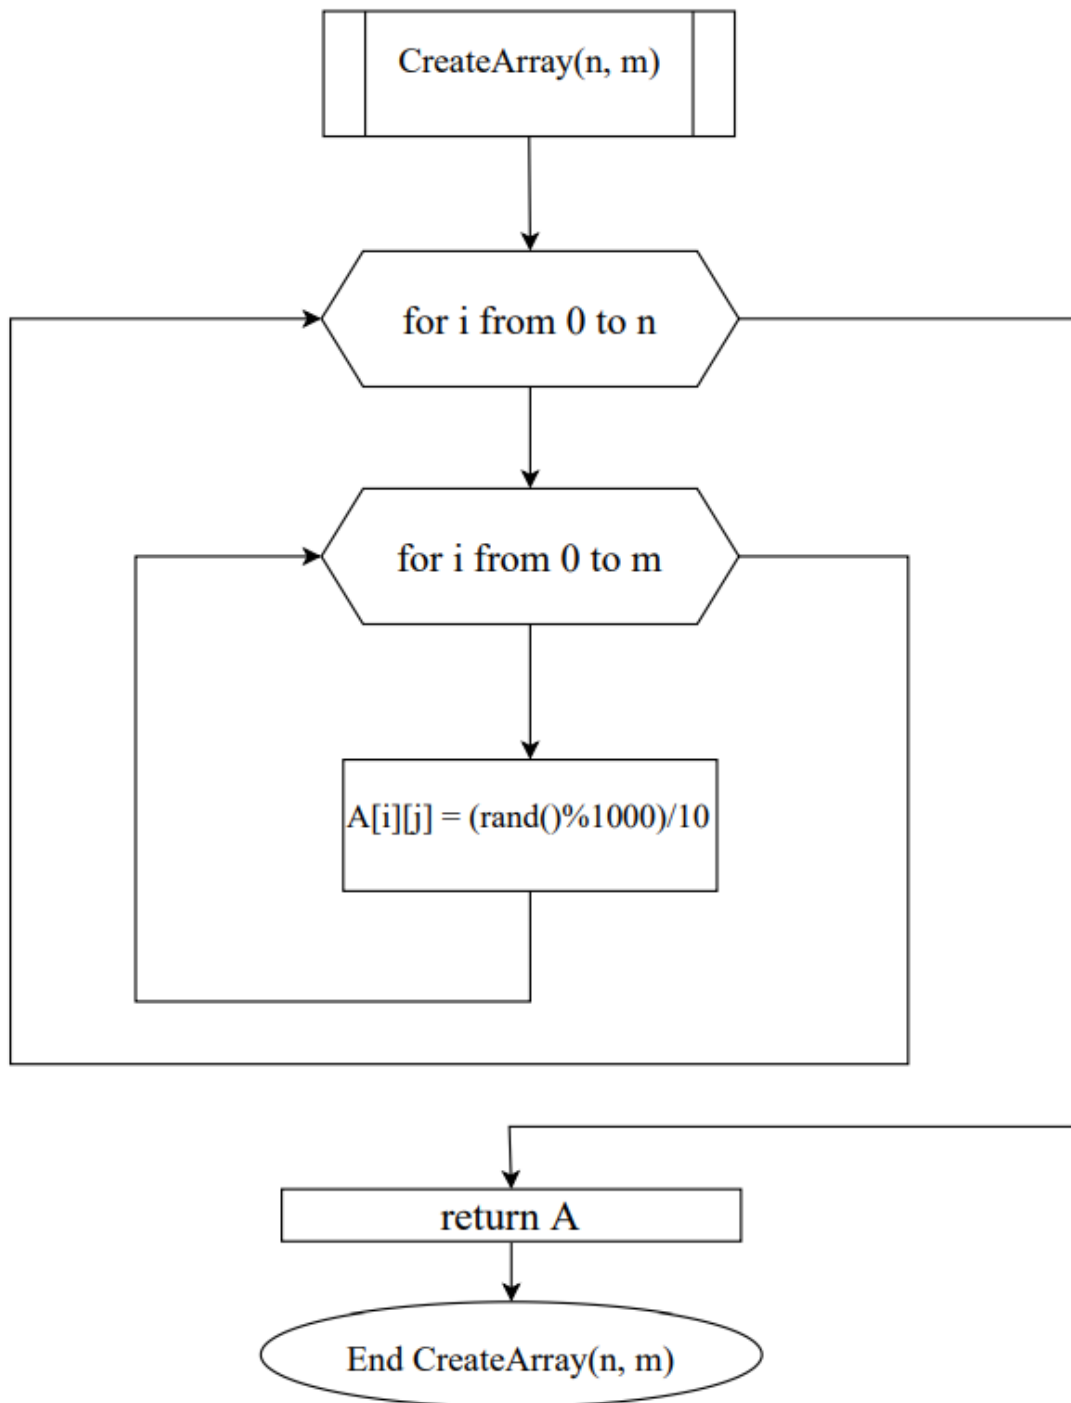 CreateArray(n, m)
for i from 0 to n
for i from 0 to m
A[i][j] = (rand()%1000)/10
return A
End CreateArray(n, m)